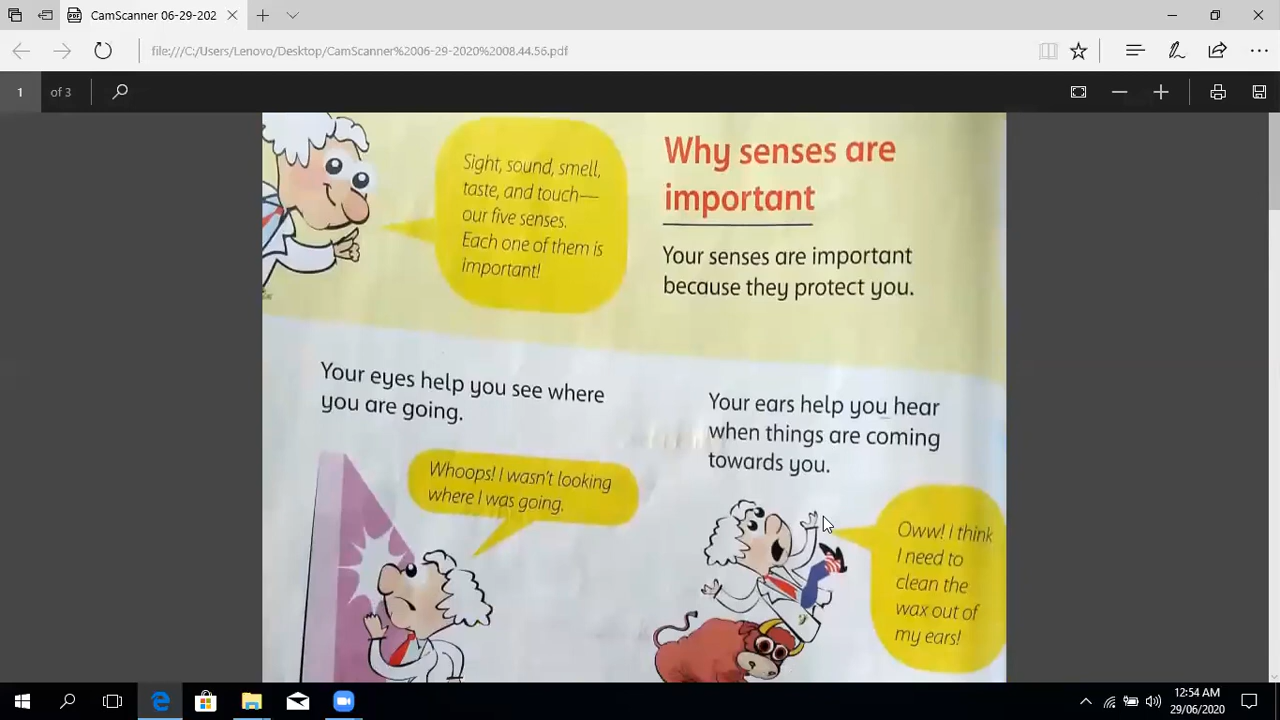 CamScanner 06-29-202
file:///C:/Users/Lenovo/Desktop/CamScanner%2006-29-2020%2008.44.56.pdf
1 of 3
Sight, sound, smell,
taste, and touch—
our five senses.
Each one of them is
important!
Why senses are
important
Your senses are important
because they protect you.
Your eyes help you see where
you are going.
Whoops! I wasn't looking
where I was going.
Your ears help you hear
when things are coming
towards you.
Oww! I think
I need to
clean the
wax out of
my ears!
12:54 AM
29/06/2020